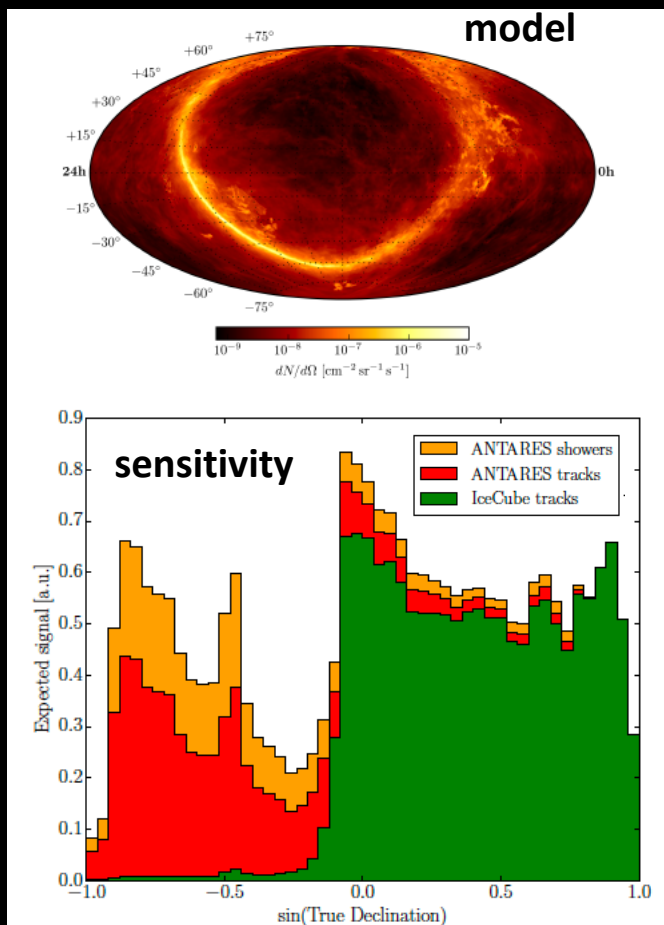 model
+75°
+60°
+45°
+30°
+15°
24h
0h
−15°
−30°
−45°
−60°
−75°
10⁻⁹ 10⁻⁸ 10⁻⁷ 10⁻⁶ 10⁻⁵
dN/dΩ [cm⁻² sr⁻¹ s⁻¹]
sensitivity
ANTARES showers
ANTARES tracks
IceCube tracks
Expected signal [a.u.]
0.9
0.8
0.7
0.6
0.5
0.4
0.3
0.2
0.1
0.0
−1.0 −0.5 0.0 0.5 1.0
sin(True Declination)